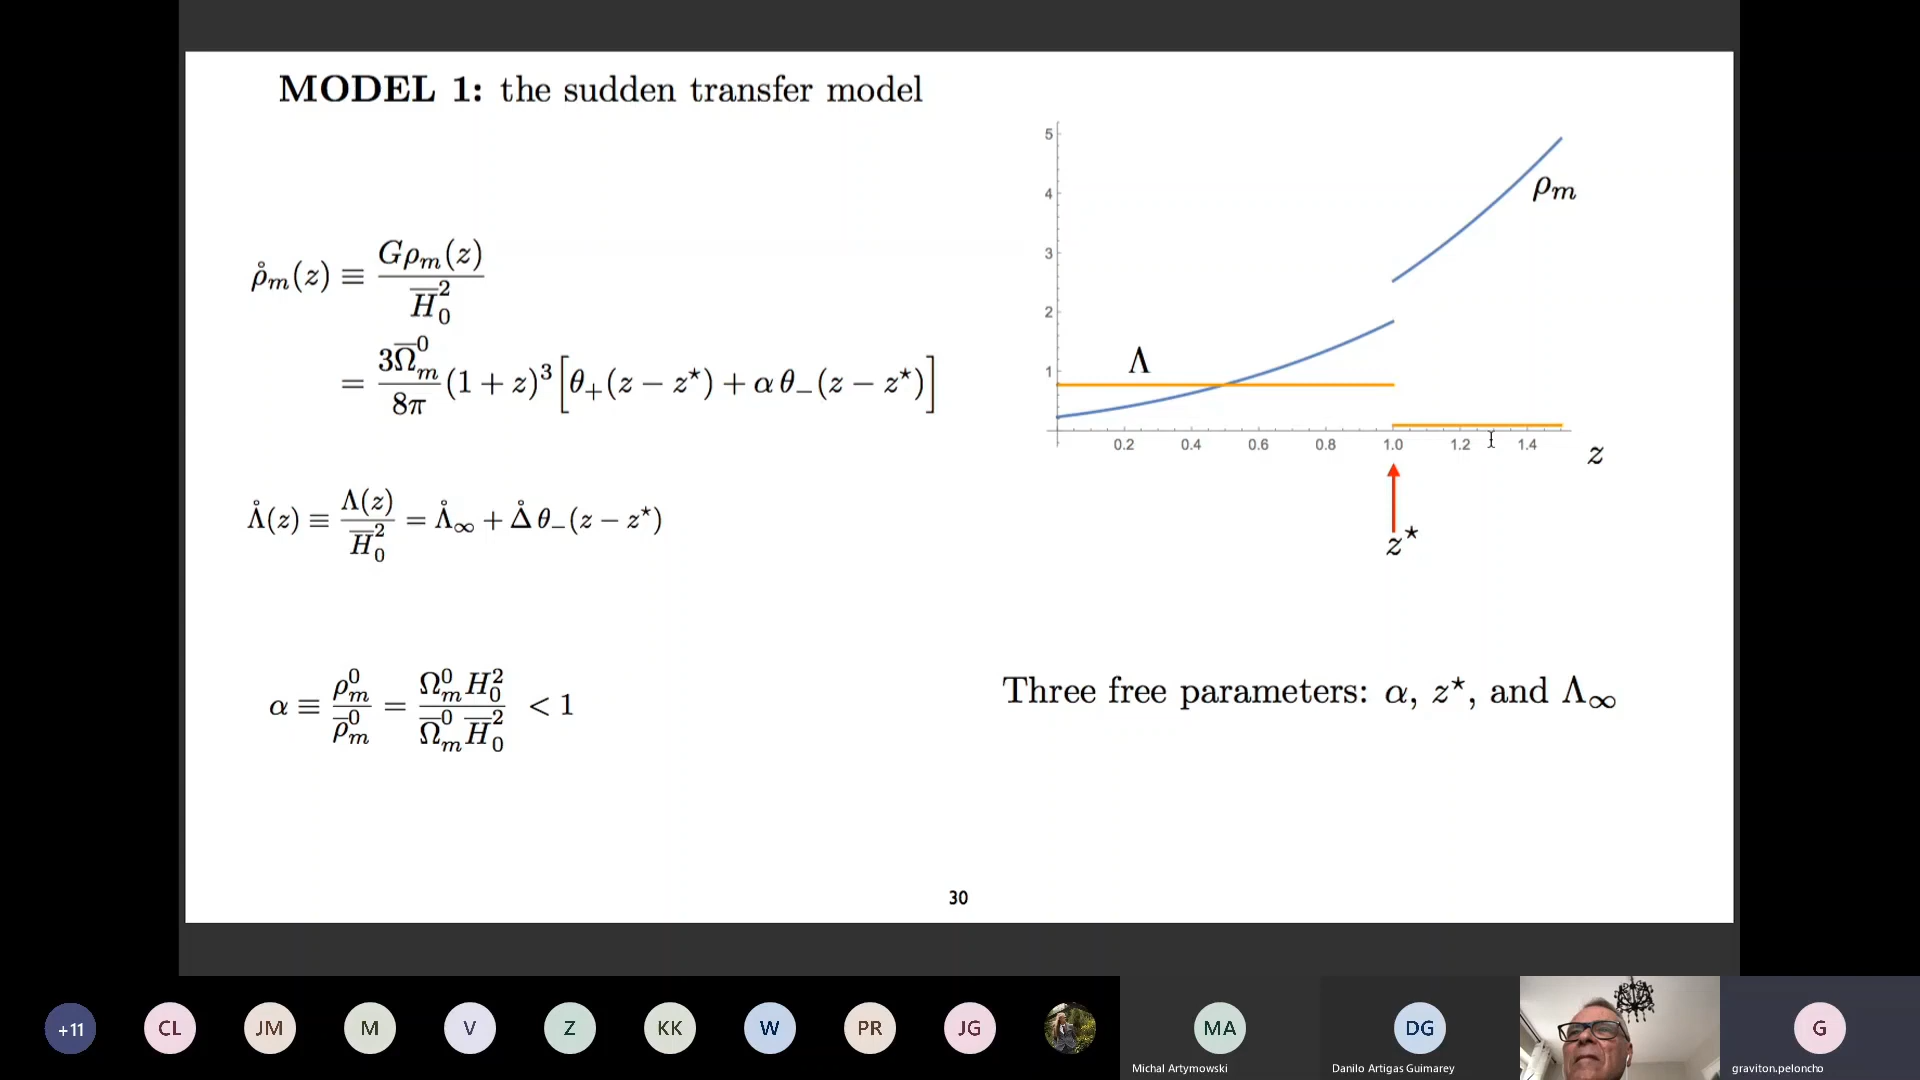 MODEL 1: the sudden transfer model
ρ̊ₘ(z) ≡ Gρₘ(z) / H̅₀²
= 3Ω̅ₘ⁰ / 8π (1 + z)³ [θ₊(z − z⋆) + α θ₋(z − z⋆)]
Λ̊(z) ≡ Λ(z) / H̅₀² = Λ̊∞ + Δ̊ θ₋(z − z⋆)
α ≡ ρₘ⁰ / ρ̅ₘ⁰ = Ωₘ⁰ H₀² / Ω̅ₘ⁰ H̅₀² < 1
5
4
3
2
1
ρₘ
Λ
0.2 0.4 0.6 0.8 1.0 1.2 1.4
z
z⋆
Three free parameters: α, z⋆, and Λ∞
30
+11 CL JM M V Z KK W PR JG MA DG G
Michal Artymowski
Danilo Artigas Guimarey
graviton.peloncho